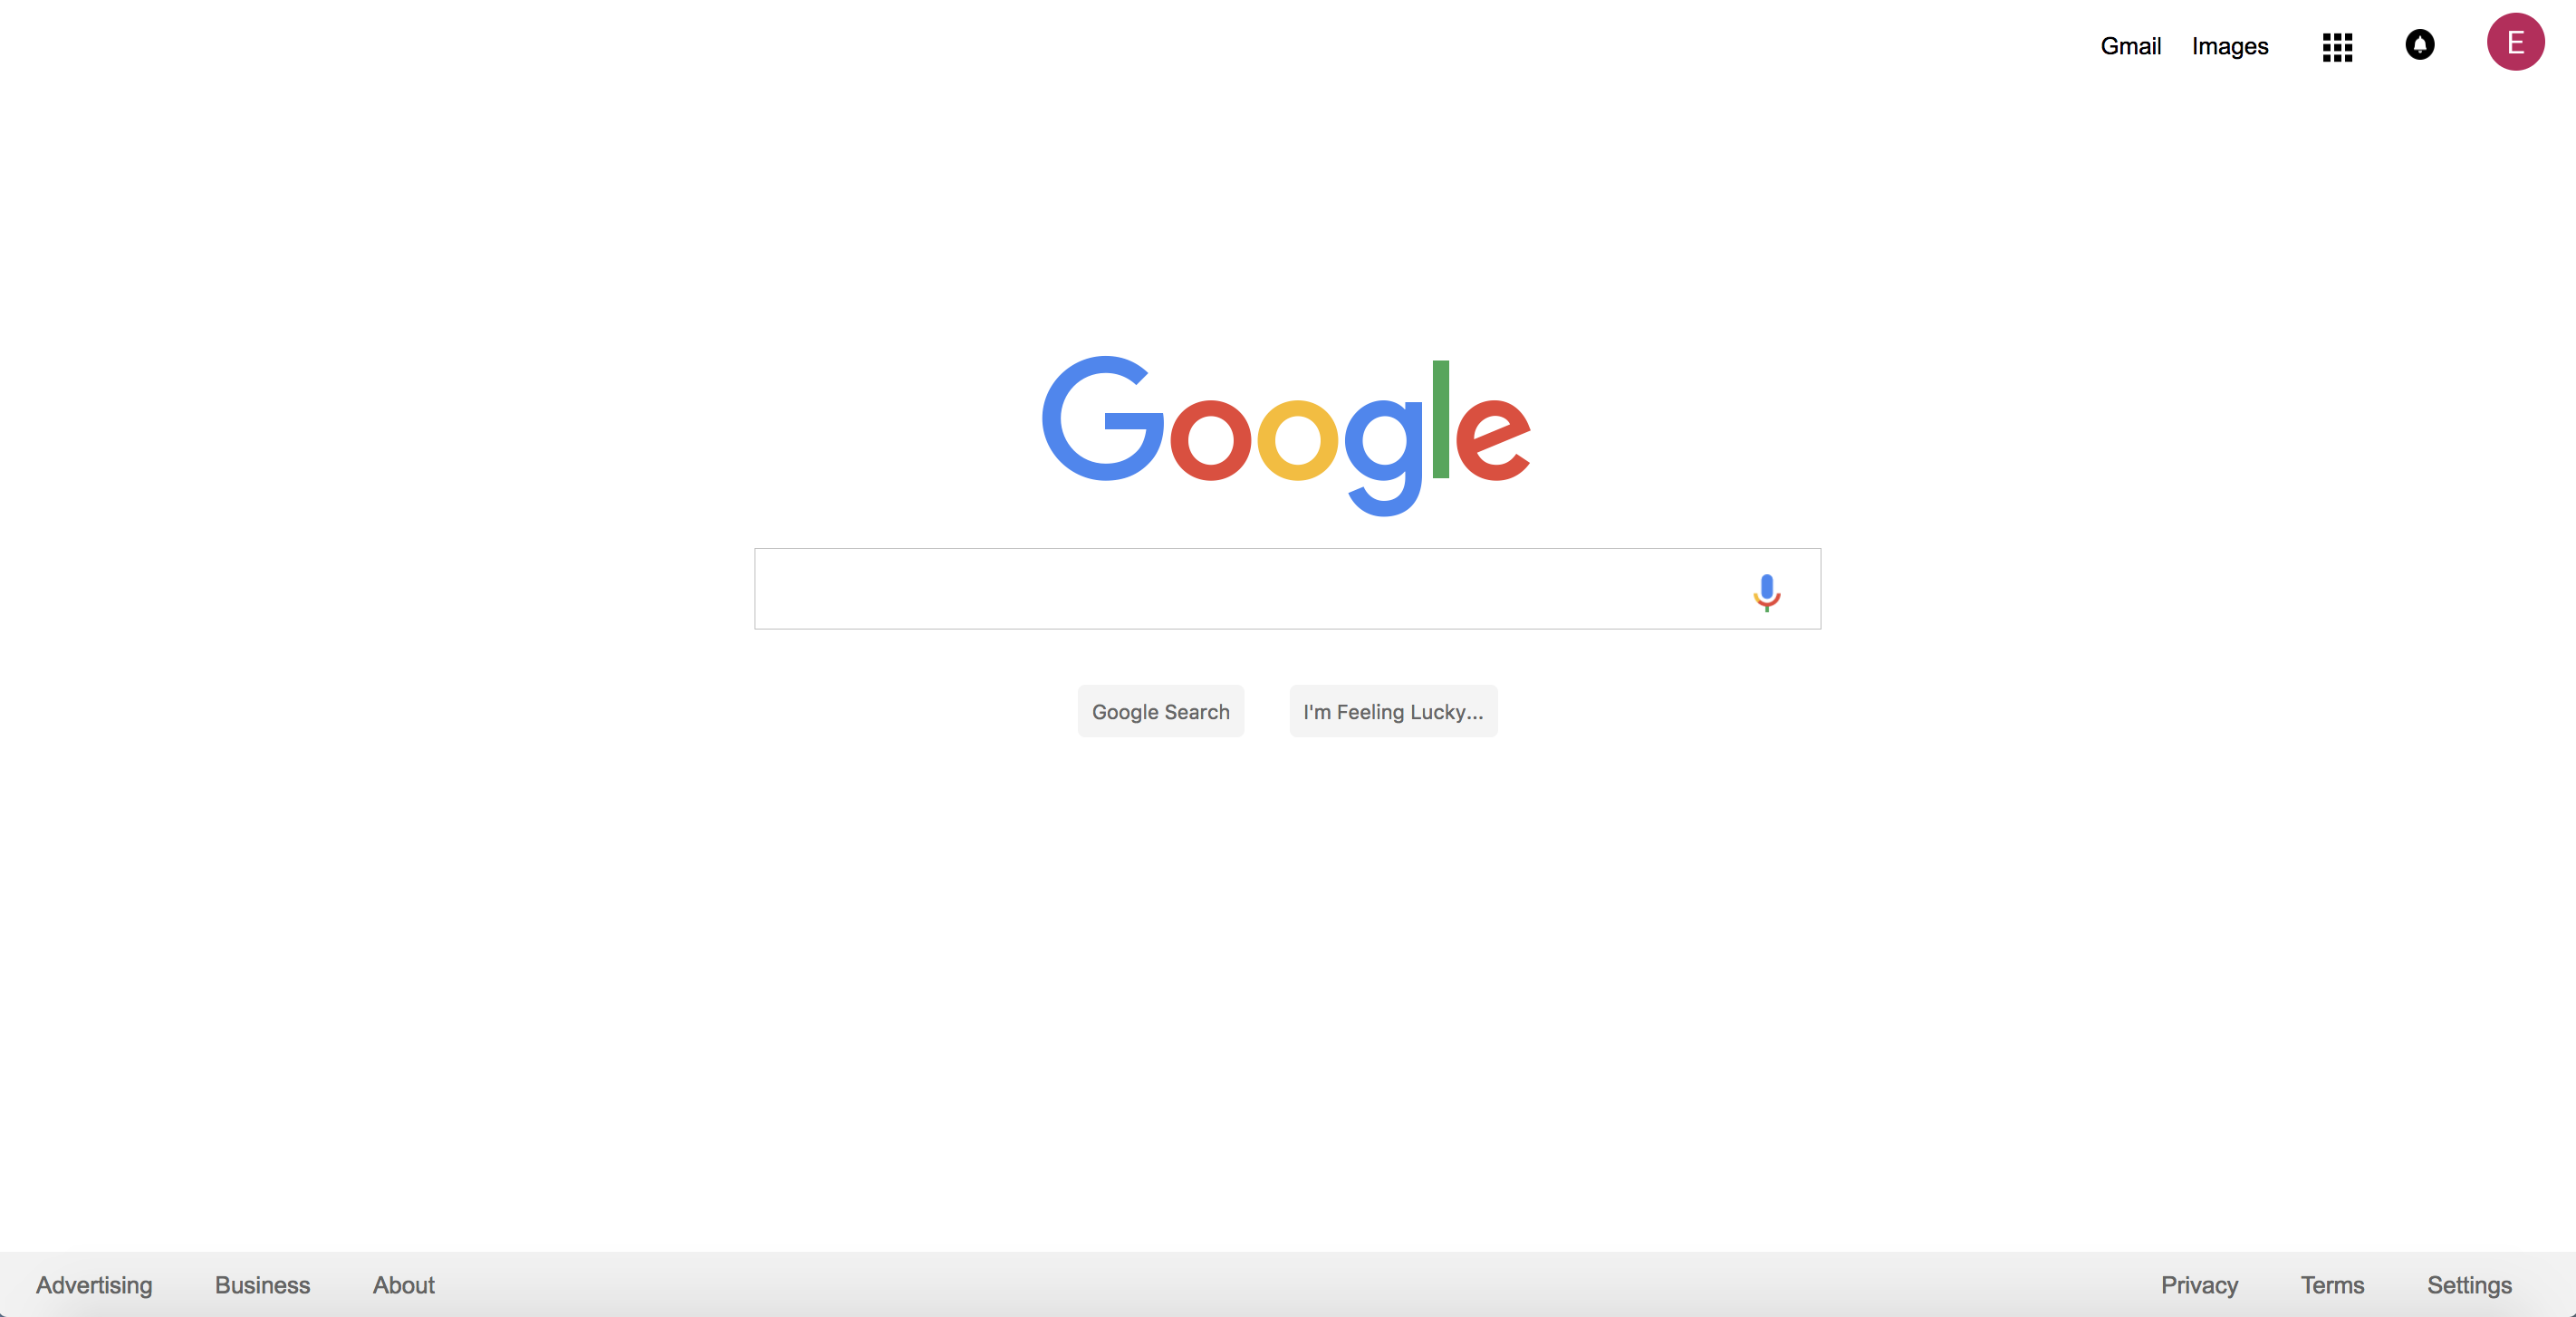 Gmail Images E
Google
Google Search I'm Feeling Lucky...
Advertising Business About Privacy Terms Settings